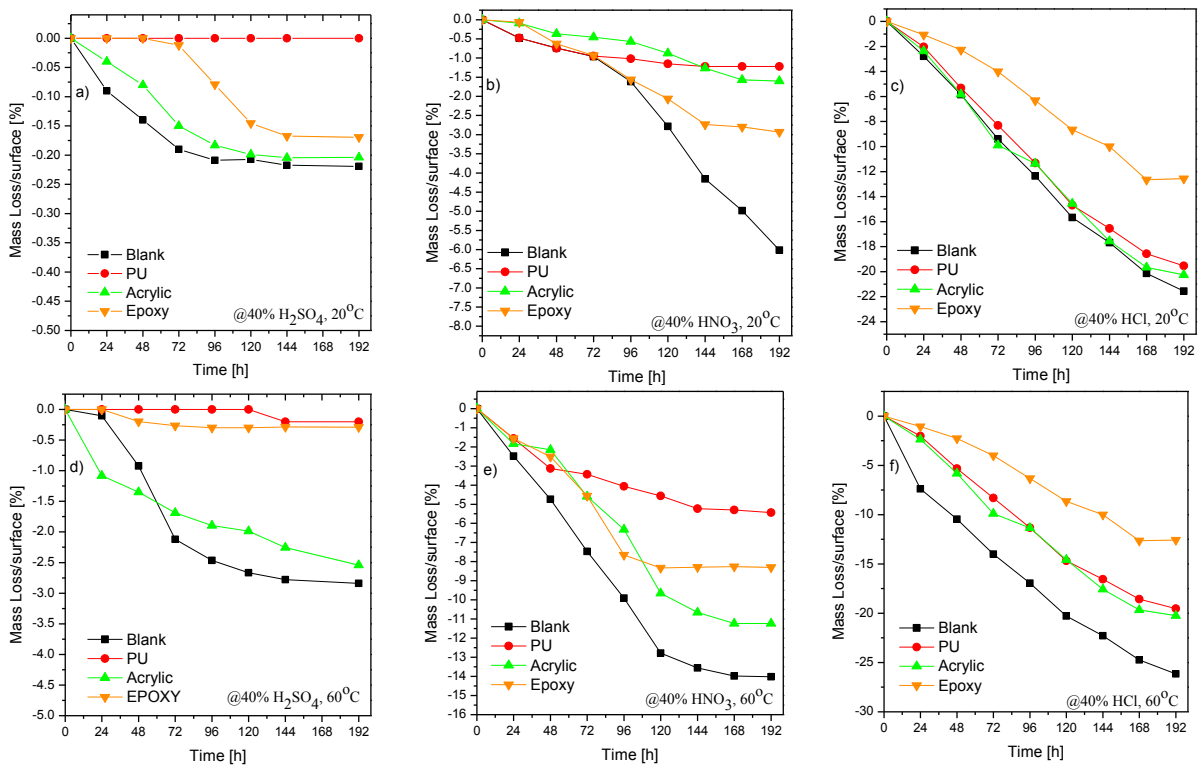 0.00
-0.05
-0.10
-0.15
-0.20
-0.25
-0.30
-0.35
-0.40
-0.45
-0.50
Mass Loss/surface [%]
a)
Blank
PU
Acrylic
Epoxy
@40% H₂SO₄, 20°C
0 24 48 72 96 120 144 168 192
Time [h]
0.0
-0.5
-1.0
-1.5
-2.0
-2.5
-3.0
-3.5
-4.0
-4.5
-5.0
-5.5
-6.0
-6.5
-7.0
-7.5
-8.0
Mass Loss/surface [%]
b)
Blank
PU
Acrylic
Epoxy
@40% HNO₃, 20°C
0 24 48 72 96 120 144 168 192
Time [h]
0
-2
-4
-6
-8
-10
-12
-14
-16
-18
-20
-22
-24
Mass Loss/surface [%]
c)
Blank
PU
Acrylic
Epoxy
@40% HCl, 20°C
0 24 48 72 96 120 144 168 192
Time [h]
0.0
-0.5
-1.0
-1.5
-2.0
-2.5
-3.0
-3.5
-4.0
-4.5
-5.0
Mass Loss/surface [%]
d)
Blank
PU
Acrylic
EPOXY
@40% H₂SO₄, 60°C
0 24 48 72 96 120 144 168 192
Time [h]
0
-1
-2
-3
-4
-5
-6
-7
-8
-9
-10
-11
-12
-13
-14
-16
Mass Loss/surface [%]
e)
Blank
PU
Acrylic
Epoxy
@40% HNO₃, 60°C
0 24 48 72 96 120 144 168 192
Time [h]
0
-5
-10
-15
-20
-25
-30
Mass Loss/surface [%]
f)
Blank
PU
Acrylic
Epoxy
@40% HCl, 60°C
0 24 48 72 96 120 144 168 192
Time [h]